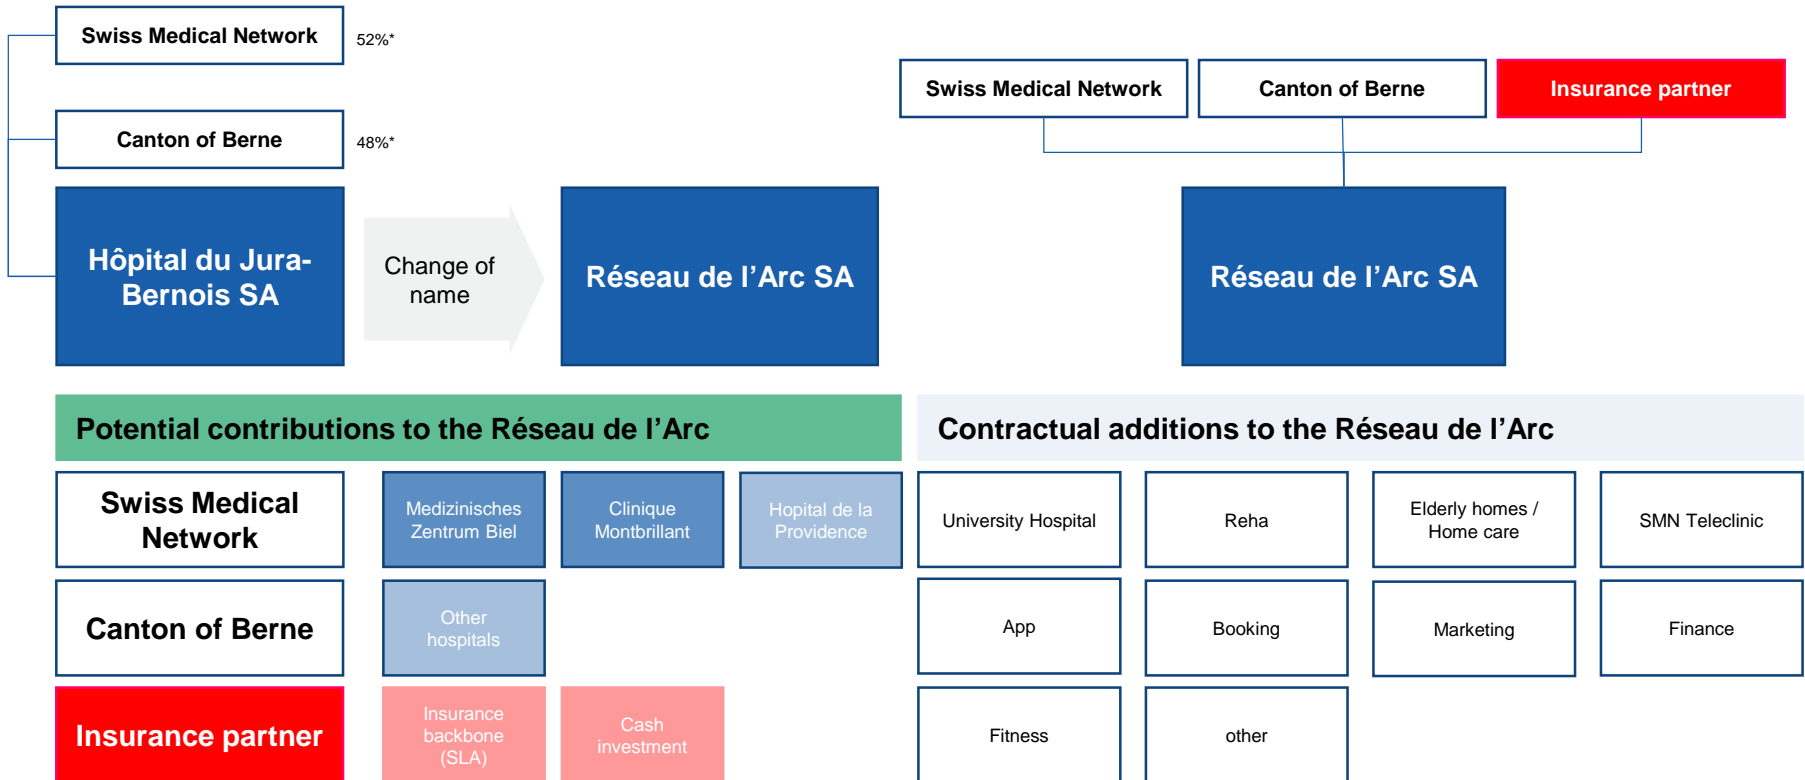 Swiss Medical Network
52%*
Canton of Berne
48%*
Hôpital du Jura-
Bernois SA
Change of
name
Réseau de l’Arc SA
Swiss Medical Network
Canton of Berne
Insurance partner
Réseau de l’Arc SA
Potential contributions to the Réseau de l’Arc
Swiss Medical
Network
Medizinisches
Zentrum Biel
Clinique
Montbrillant
Hopital de la
Providence
Canton of Berne
Other
hospitals
Insurance partner
Insurance
backbone
(SLA)
Cash
investment
Contractual additions to the Réseau de l’Arc
University Hospital
Reha
Elderly homes /
Home care
SMN Teleclinic
App
Booking
Marketing
Finance
Fitness
other